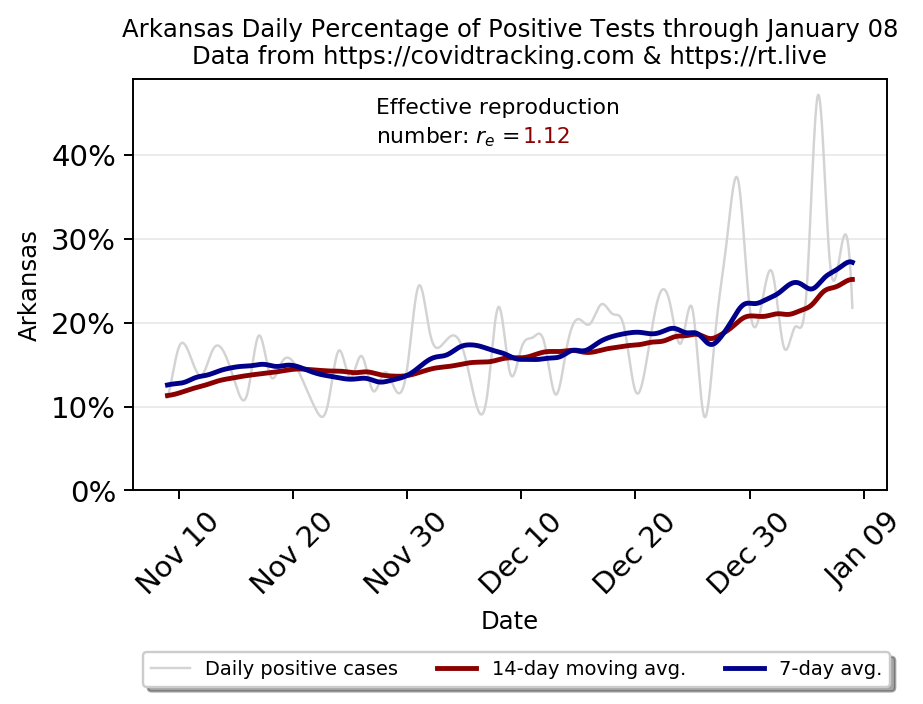 Arkansas Daily Percentage of Positive Tests through January 08
Data from https://covidtracking.com & https://rt.live
Effective reproduction
number: rₑ = 1.12
Arkansas
40%
30%
20%
10%
0%
Nov 10
Nov 20
Nov 30
Dec 10
Dec 20
Dec 30
Jan 09
Date
Daily positive cases
14-day moving avg.
7-day avg.